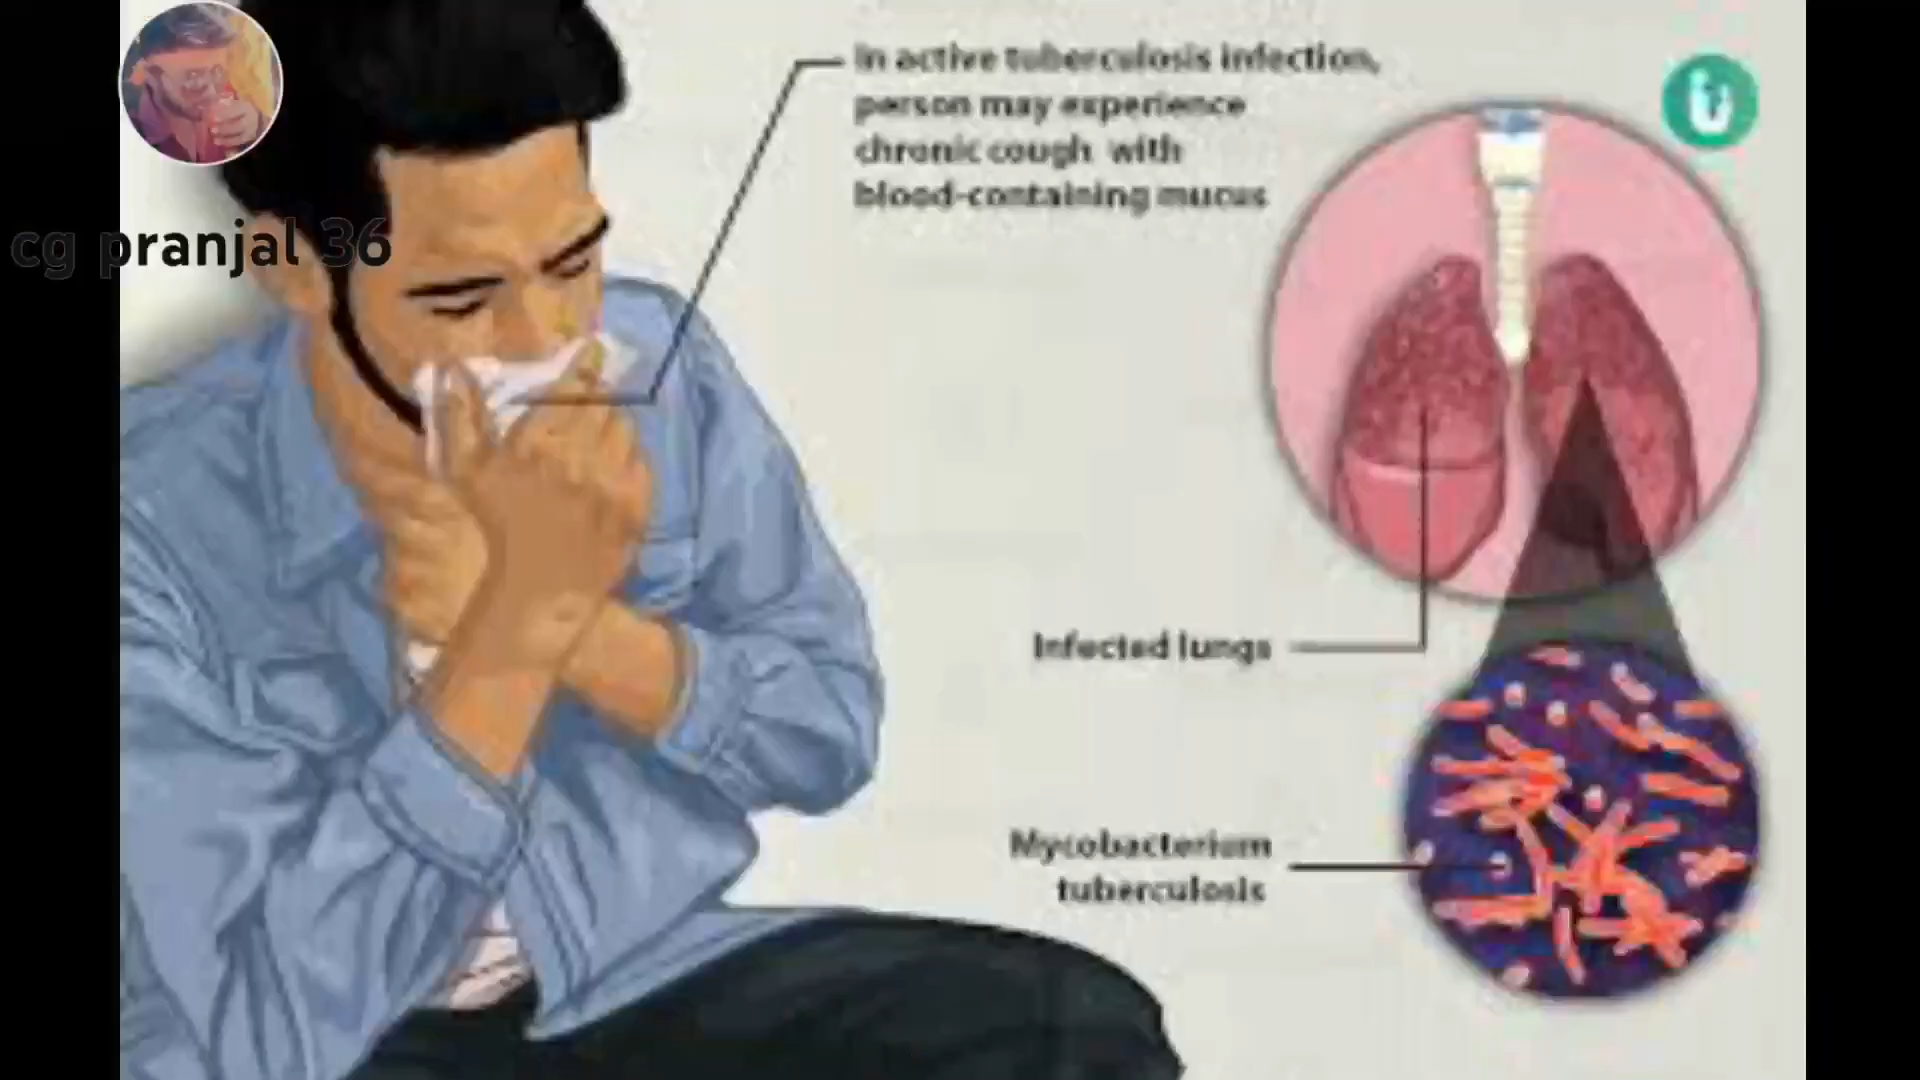 In active tuberculosis infection,
person may experience
chronic cough with
blood-containing mucus
cg pranjal 36
Infected lungs
Mycobacterium
tuberculosis